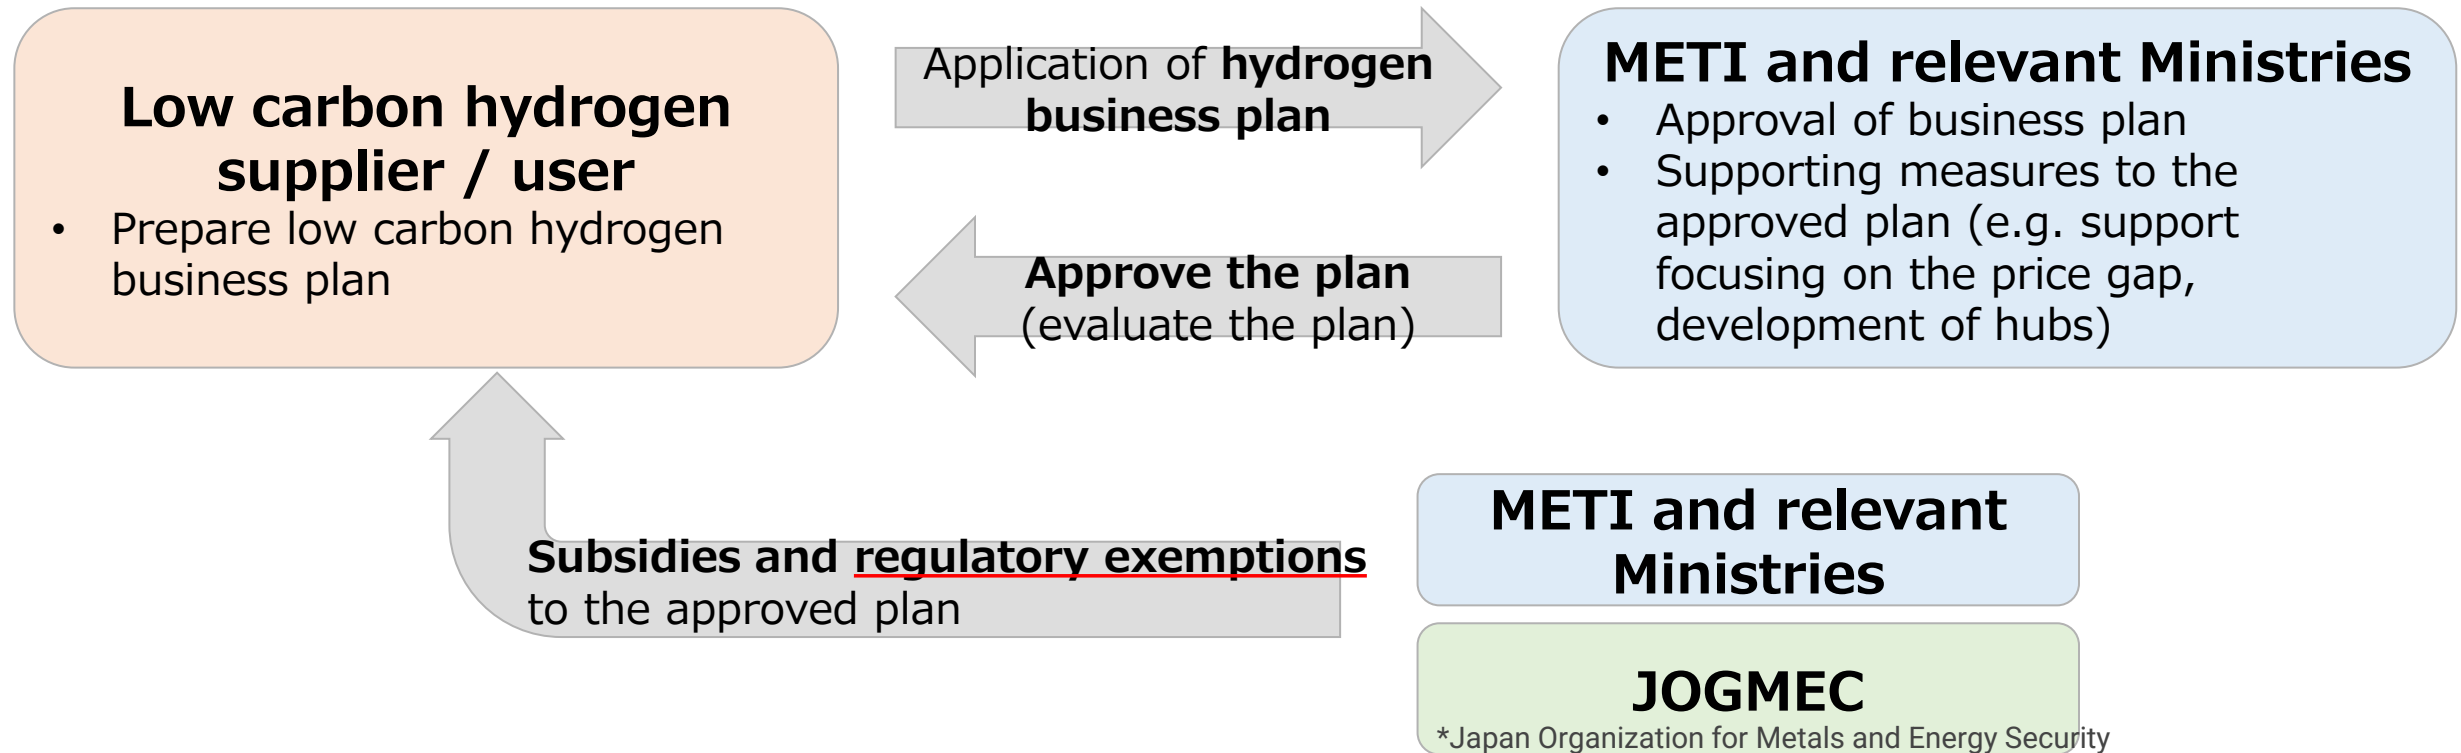 Low carbon hydrogen
supplier / user
• Prepare low carbon hydrogen
business plan
Application of hydrogen
business plan
Approve the plan
(evaluate the plan)
METI and relevant Ministries
• Approval of business plan
• Supporting measures to the
approved plan (e.g. support
focusing on the price gap,
development of hubs)
Subsidies and regulatory exemptions
to the approved plan
METI and relevant
Ministries
JOGMEC
*Japan Organization for Metals and Energy Security